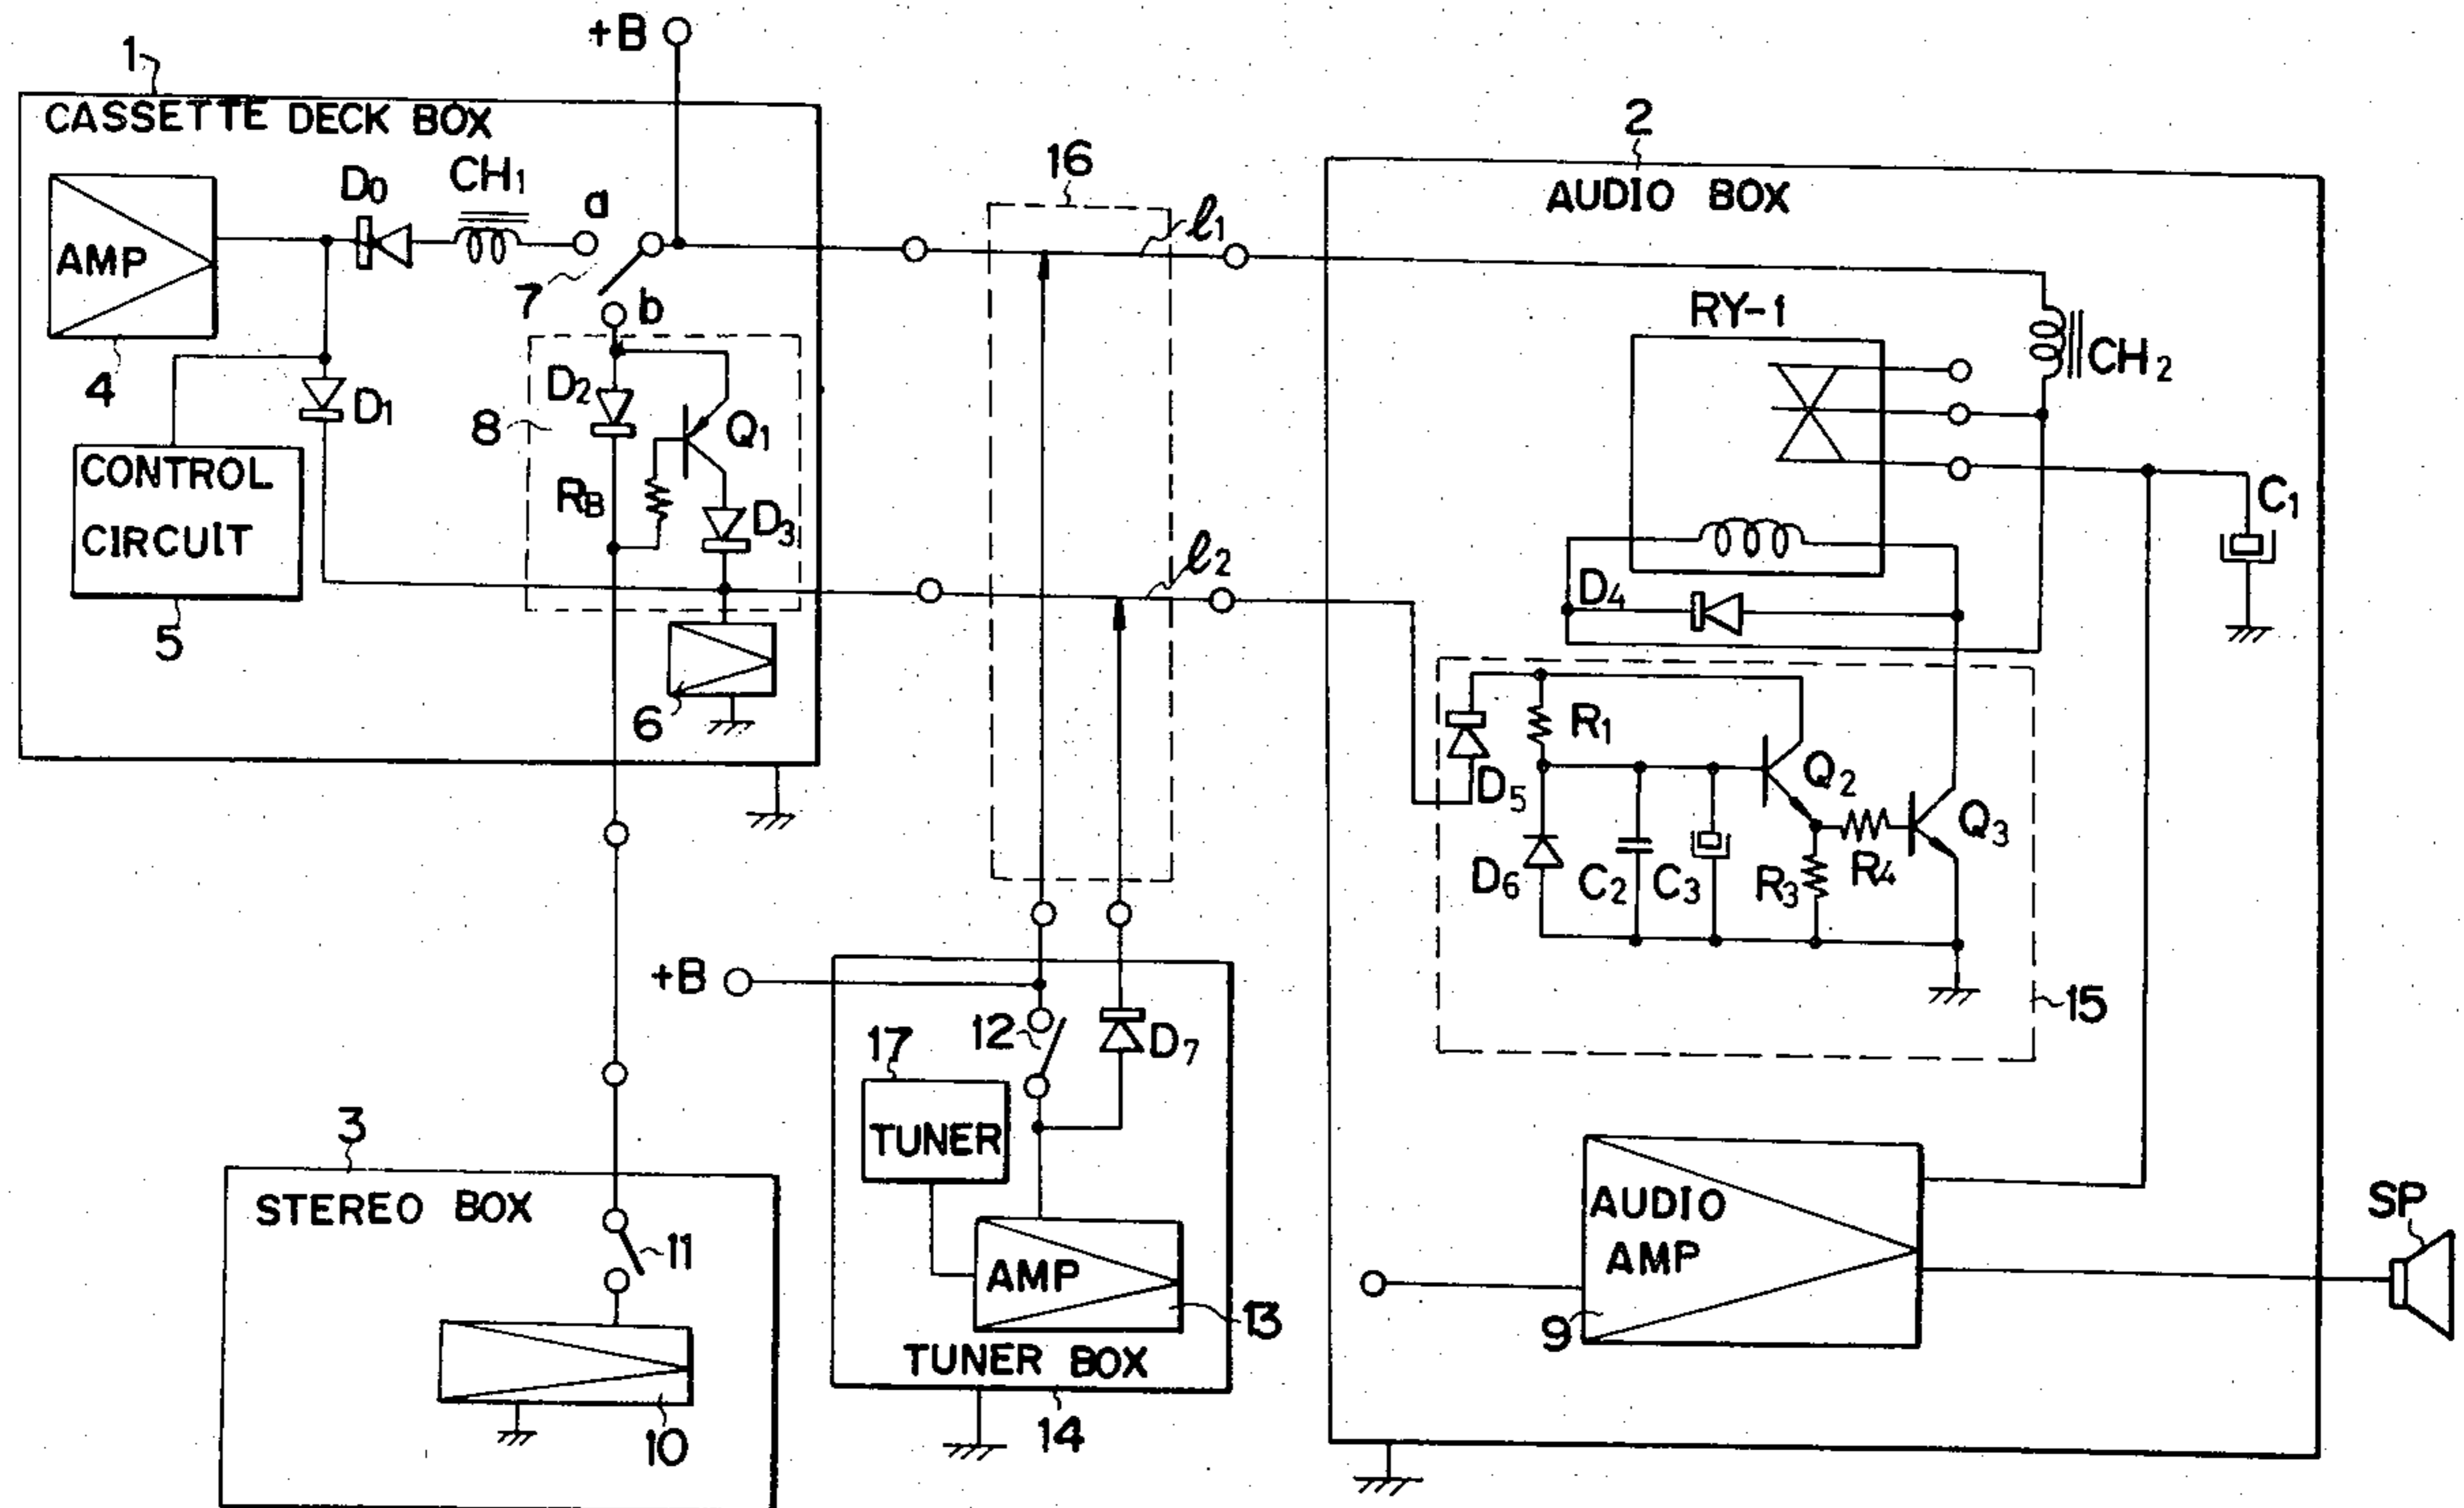 +B
1
CASSETTE DECK BOX
AMP
4
D0
CH1
a
7
b
CONTROL
CIRCUIT
5
D1
8
D2
RB
Q1
D3
6
16
l1
l2
2
AUDIO BOX
RY-1
CH2
C1
D4
D5
R1
D6
C2
C3
Q2
R3
R4
Q3
15
+B
12
D7
17
TUNER
AMP
13
TUNER BOX
14
3
STEREO BOX
11
10
AUDIO
AMP
9
SP